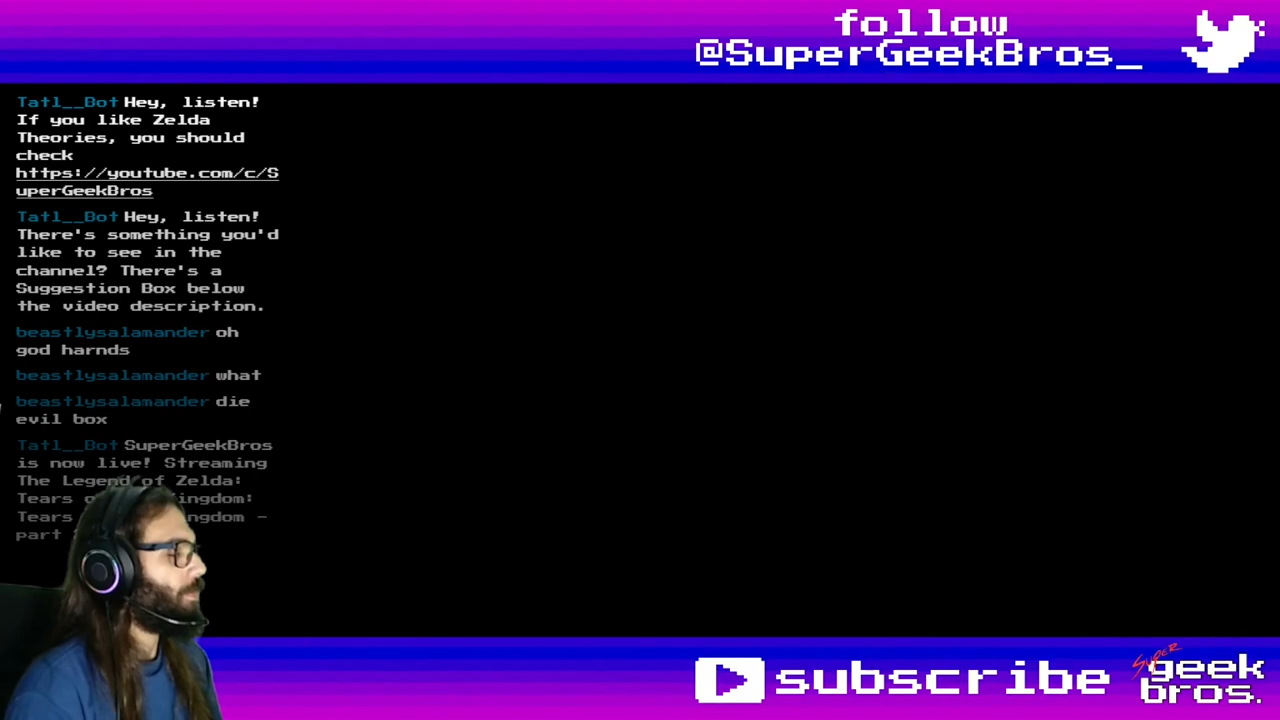 follow
@SuperGeekBros_
Tatl__Bot Hey, listen!
If you like Zelda
Theories, you should
check
https://youtube.com/c/S
uperGeekBros
Tatl__Bot Hey, listen!
There's something you'd
like to see in the
channel? There's a
Suggestion Box below
the video description.
beastlysalamander oh
god harnds
beastlysalamander what
beastlysalamander die
evil box
Tatl__Bot SuperGeekBros
is now live! Streaming
The Legend of Zelda:
Tears Kingdom:
Tears -
part
subscribe
SUPER
geek
bros.